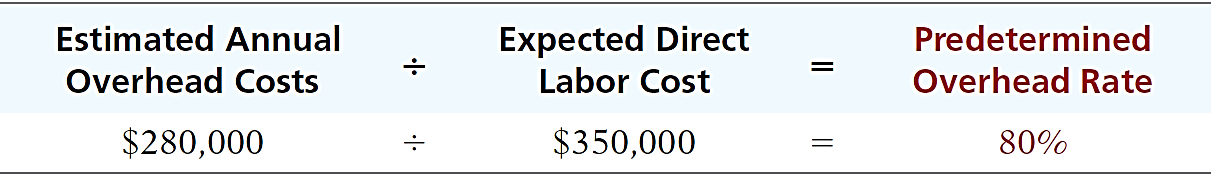 Estimated Annual Overhead Costs ÷ Expected Direct Labor Cost = Predetermined Overhead Rate
$280,000 ÷ $350,000 = 80%